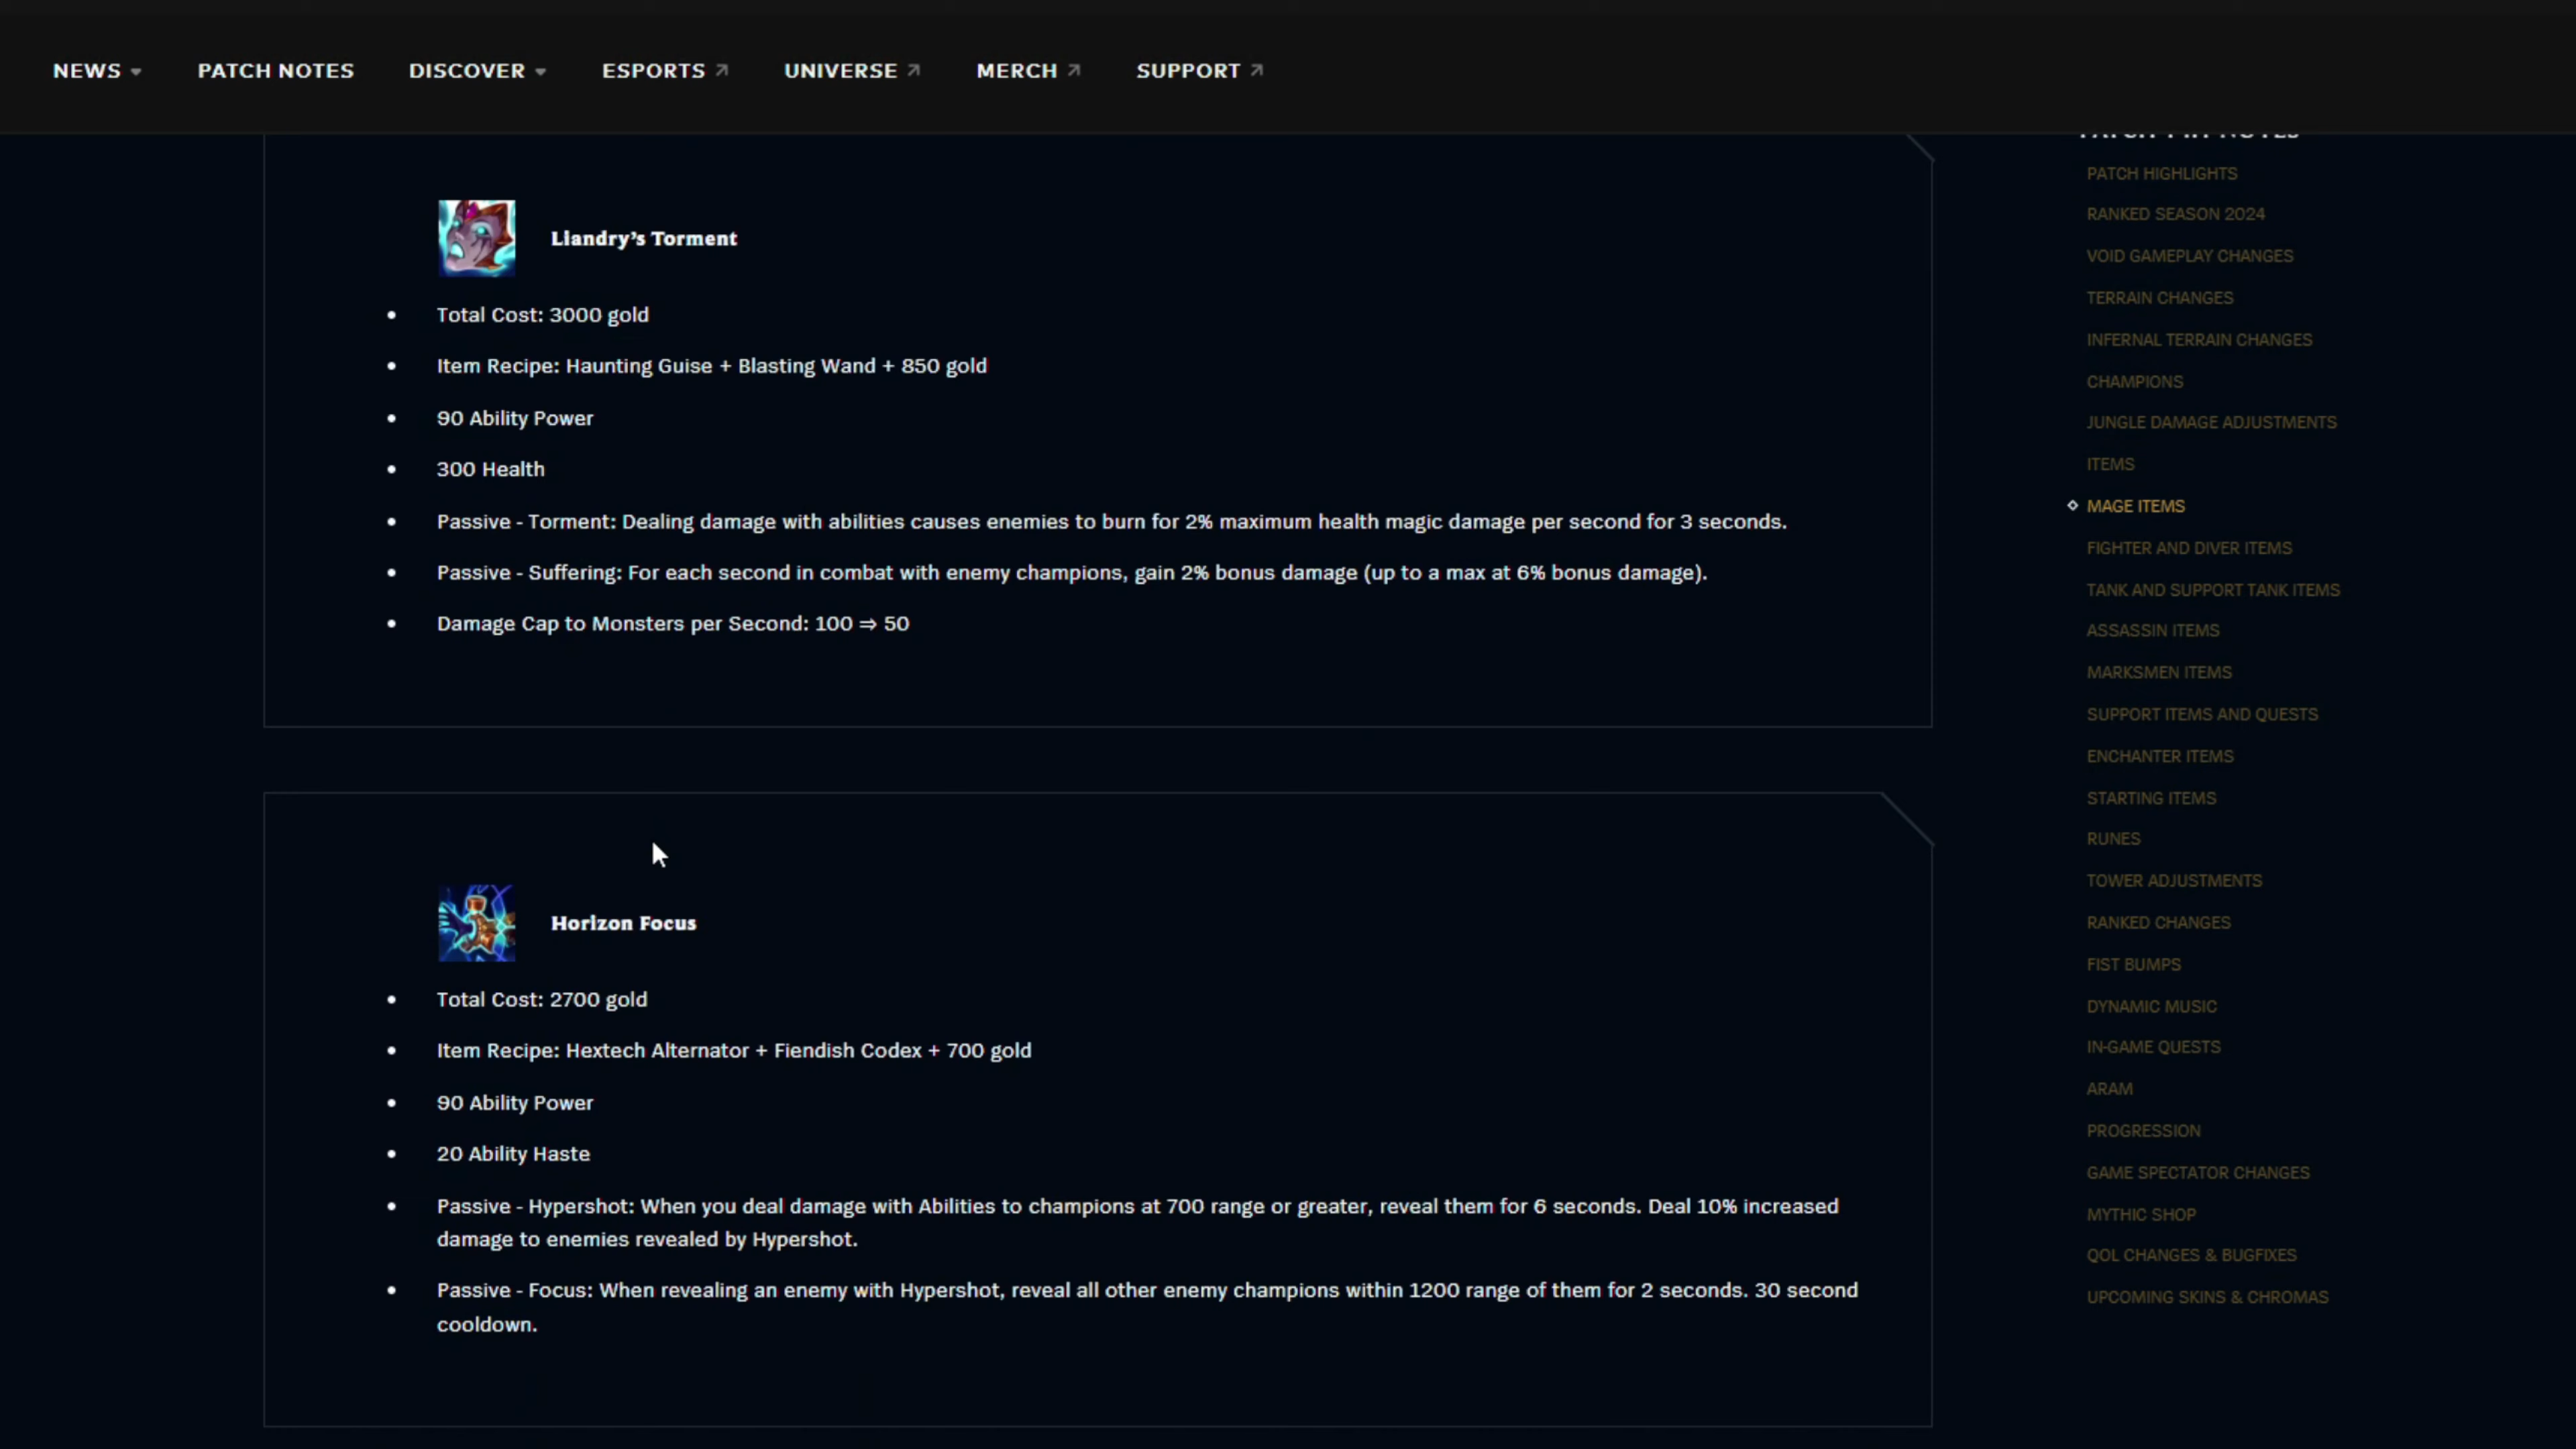 NEWS PATCH NOTES DISCOVER ESPORTS UNIVERSE MERCH SUPPORT
Liandry's Torment
Total Cost: 3000 gold
Item Recipe: Haunting Guise + Blasting Wand + 850 gold
90 Ability Power
300 Health
Passive - Torment: Dealing damage with abilities causes enemies to burn for 2% maximum health magic damage per second for 3 seconds.
Passive - Suffering: For each second in combat with enemy champions, gain 2% bonus damage (up to a max at 6% bonus damage).
Damage Cap to Monsters per Second: 100 ⇒ 50
Horizon Focus
Total Cost: 2700 gold
Item Recipe: Hextech Alternator + Fiendish Codex + 700 gold
90 Ability Power
20 Ability Haste
Passive - Hypershot: When you deal damage with Abilities to champions at 700 range or greater, reveal them for 6 seconds. Deal 10% increased
damage to enemies revealed by Hypershot.
Passive - Focus: When revealing an enemy with Hypershot, reveal all other enemy champions within 1200 range of them for 2 seconds. 30 second
cooldown.
PATCH HIGHLIGHTS
RANKED SEASON 2024
VOID GAMEPLAY CHANGES
TERRAIN CHANGES
INFERNAL TERRAIN CHANGES
CHAMPIONS
JUNGLE DAMAGE ADJUSTMENTS
ITEMS
MAGE ITEMS
FIGHTER AND DIVER ITEMS
TANK AND SUPPORT TANK ITEMS
ASSASSIN ITEMS
MARKSMEN ITEMS
SUPPORT ITEMS AND QUESTS
ENCHANTER ITEMS
STARTING ITEMS
RUNES
TOWER ADJUSTMENTS
RANKED CHANGES
FIST BUMPS
DYNAMIC MUSIC
IN-GAME QUESTS
ARAM
PROGRESSION
GAME SPECTATOR CHANGES
MYTHIC SHOP
QOL CHANGES & BUGFIXES
UPCOMING SKINS & CHROMAS